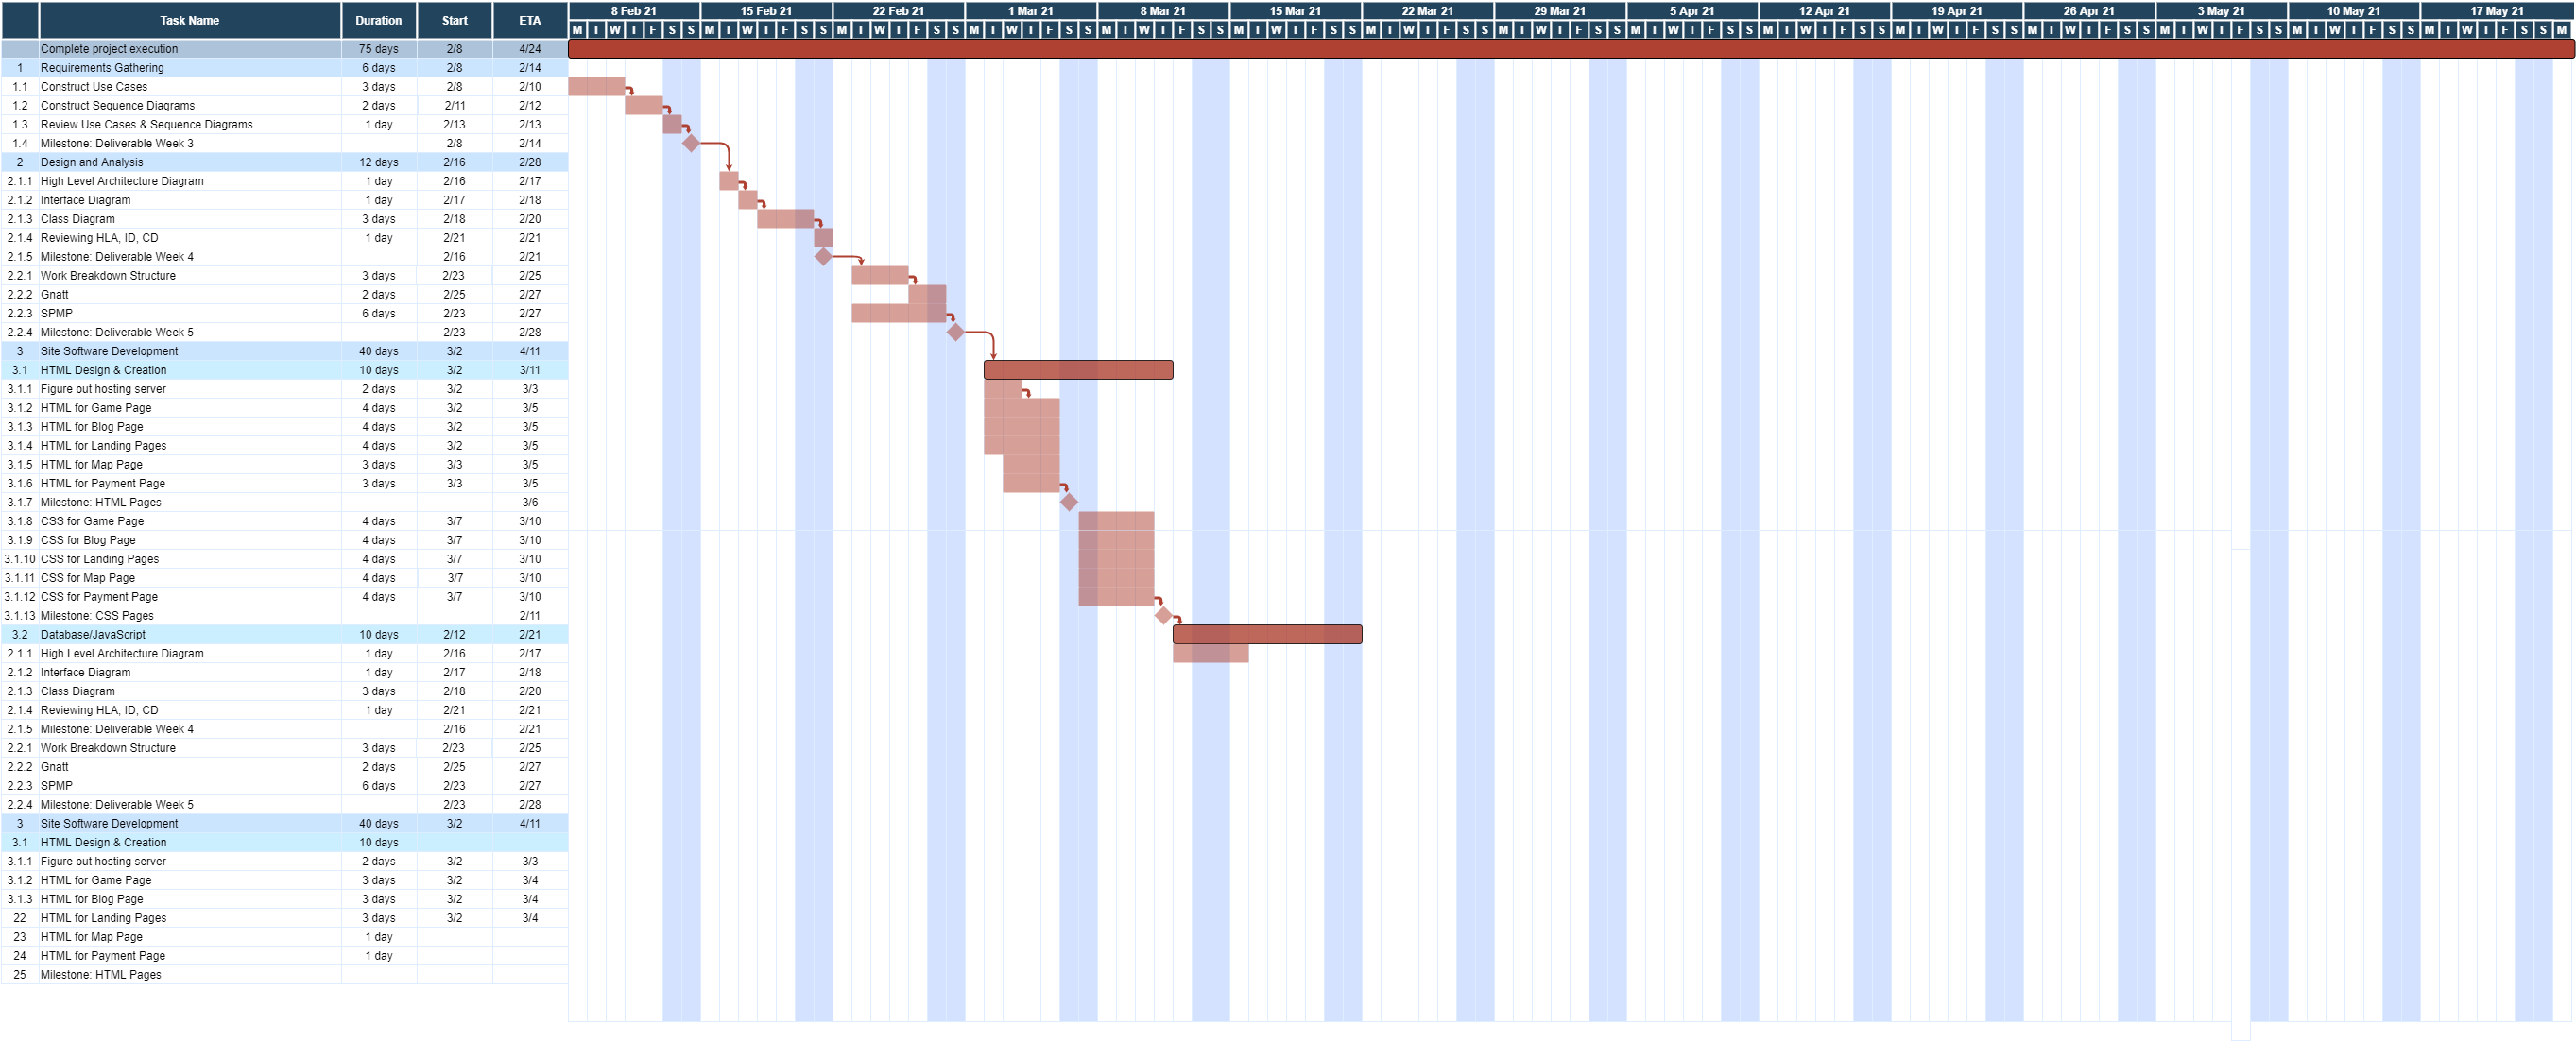 Task Name Duration Start ETA 8 Feb 21 15 Feb 21 22 Feb 21 1 Mar 21 8 Mar 21 15 Mar 21 22 Mar 21 29 Mar 21 5 Apr 21 12 Apr 21 19 Apr 21 26 Apr 21 3 May 21 10 May 21 17 May 21
M T W T F S S M T W T F S S M T W T F S S M T W T F S S M T W T F S S M T W T F S S M T W T F S S M T W T F S S M T W T F S S M T W T F S S M T W T F S S M T W T F S S M T W T F S S M T W T F S S M T W T F S S M
Complete project execution 75 days 2/8 4/24
1 Requirements Gathering 6 days 2/8 2/14
1.1 Construct Use Cases 3 days 2/8 2/10
1.2 Construct Sequence Diagrams 2 days 2/11 2/12
1.3 Review Use Cases & Sequence Diagrams 1 day 2/13 2/13
1.4 Milestone: Deliverable Week 3 2/8 2/14
2 Design and Analysis 12 days 2/16 2/28
2.1.1 High Level Architecture Diagram 1 day 2/16 2/17
2.1.2 Interface Diagram 1 day 2/17 2/18
2.1.3 Class Diagram 3 days 2/18 2/20
2.1.4 Reviewing HLA, ID, CD 1 day 2/21 2/21
2.1.5 Milestone: Deliverable Week 4 2/16 2/21
2.2.1 Work Breakdown Structure 3 days 2/23 2/25
2.2.2 Gnatt 2 days 2/25 2/27
2.2.3 SPMP 6 days 2/23 2/27
2.2.4 Milestone: Deliverable Week 5 2/23 2/28
3 Site Software Development 40 days 3/2 4/11
3.1 HTML Design & Creation 10 days 3/2 3/11
3.1.1 Figure out hosting server 2 days 3/2 3/3
3.1.2 HTML for Game Page 4 days 3/2 3/5
3.1.3 HTML for Blog Page 4 days 3/2 3/5
3.1.4 HTML for Landing Pages 4 days 3/2 3/5
3.1.5 HTML for Map Page 3 days 3/3 3/5
3.1.6 HTML for Payment Page 3 days 3/3 3/5
3.1.7 Milestone: HTML Pages 3/6
3.1.8 CSS for Game Page 4 days 3/7 3/10
3.1.9 CSS for Blog Page 4 days 3/7 3/10
3.1.10 CSS for Landing Pages 4 days 3/7 3/10
3.1.11 CSS for Map Page 4 days 3/7 3/10
3.1.12 CSS for Payment Page 4 days 3/7 3/10
3.1.13 Milestone: CSS Pages 2/11
3.2 Database/JavaScript 10 days 2/12 2/21
2.1.1 High Level Architecture Diagram 1 day 2/16 2/17
2.1.2 Interface Diagram 1 day 2/17 2/18
2.1.3 Class Diagram 3 days 2/18 2/20
2.1.4 Reviewing HLA, ID, CD 1 day 2/21 2/21
2.1.5 Milestone: Deliverable Week 4 2/16 2/21
2.2.1 Work Breakdown Structure 3 days 2/23 2/25
2.2.2 Gnatt 2 days 2/25 2/27
2.2.3 SPMP 6 days 2/23 2/27
2.2.4 Milestone: Deliverable Week 5 2/23 2/28
3 Site Software Development 40 days 3/2 4/11
3.1 HTML Design & Creation 10 days
3.1.1 Figure out hosting server 2 days 3/2 3/3
3.1.2 HTML for Game Page 3 days 3/2 3/4
3.1.3 HTML for Blog Page 3 days 3/2 3/4
22 HTML for Landing Pages 3 days 3/2 3/4
23 HTML for Map Page 1 day
24 HTML for Payment Page 1 day
25 Milestone: HTML Pages